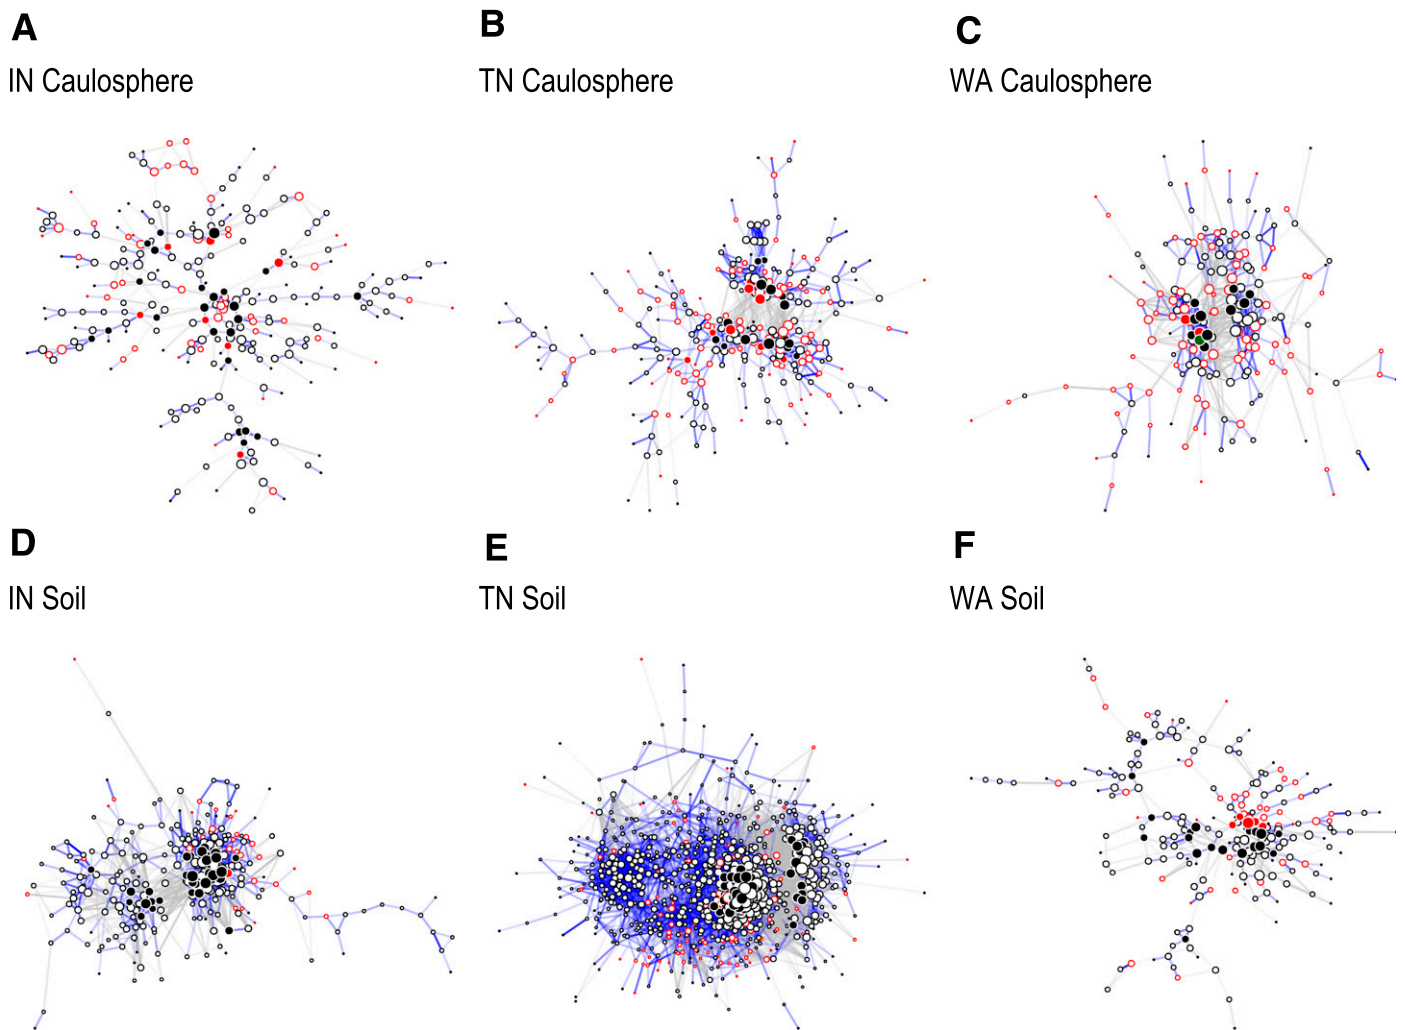 A
IN Caulosphere
B
TN Caulosphere
C
WA Caulosphere
D
IN Soil
E
TN Soil
F
WA Soil